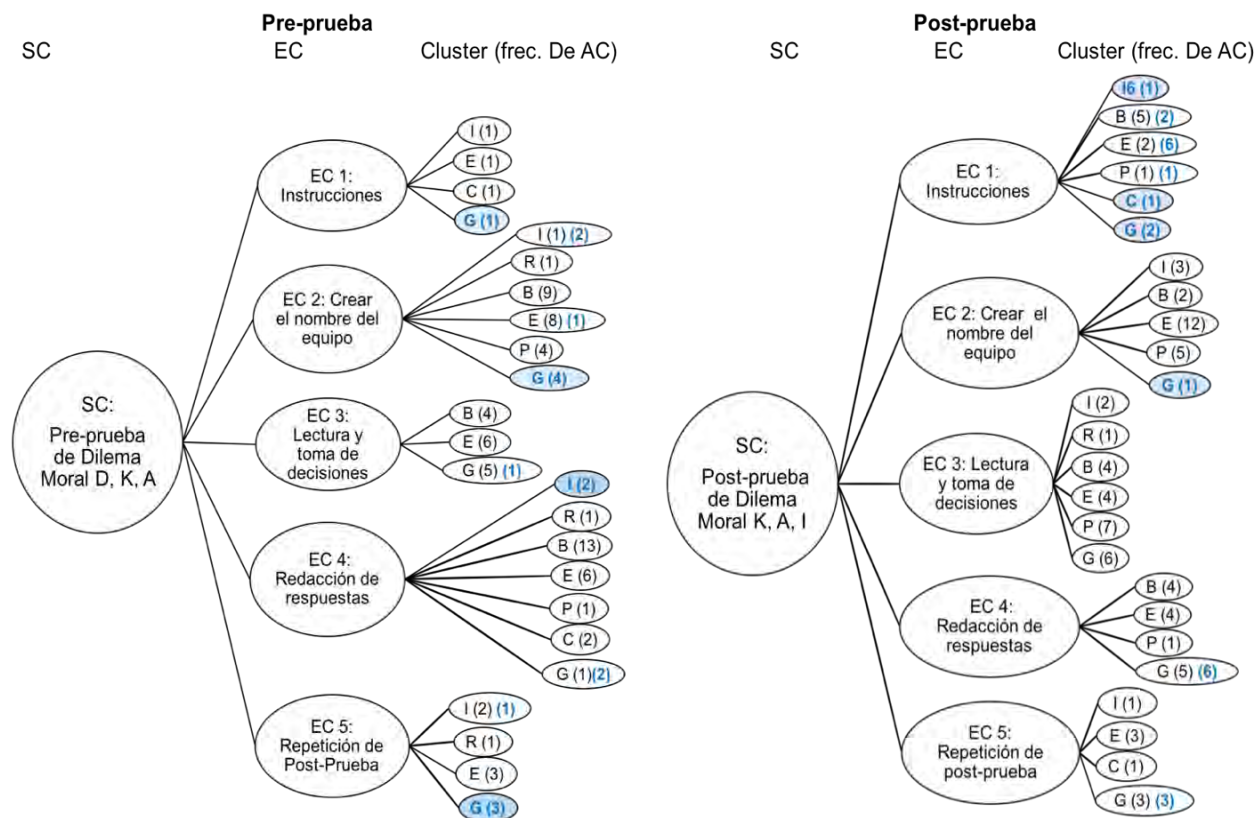 Pre-prueba
SC EC Cluster (frec. De AC)
SC:
Pre-prueba
de Dilema
Moral D, K, A
EC 1:
Instrucciones
I (1)
E (1)
C (1)
G (1)
EC 2: Crear
el nombre del
equipo
I (1) (2)
R (1)
B (9)
E (8) (1)
P (4)
G (4)
EC 3:
Lectura y
toma de
decisiones
B (4)
E (6)
G (5) (1)
EC 4:
Redacción de
respuestas
I (2)
R (1)
B (13)
E (6)
P (1)
C (2)
G (1)(2)
EC 5:
Repetición de
Post-Prueba
I (2) (1)
R (1)
E (3)
G (3)
Post-prueba
SC EC Cluster (frec. De AC)
SC:
Post-prueba
de Dilema
Moral K, A, I
EC 1:
Instrucciones
I6 (1)
B (5) (2)
E (2) (6)
P (1) (1)
C (1)
G (2)
EC 2: Crear el
nombre del
equipo
I (3)
B (2)
E (12)
P (5)
G (1)
EC 3: Lectura
y toma de
decisiones
I (2)
R (1)
B (4)
E (4)
P (7)
G (6)
EC 4:
Redacción de
respuestas
B (4)
E (4)
P (1)
G (5) (6)
EC 5:
Repetición de
post-prueba
I (1)
E (3)
C (1)
G (3) (3)